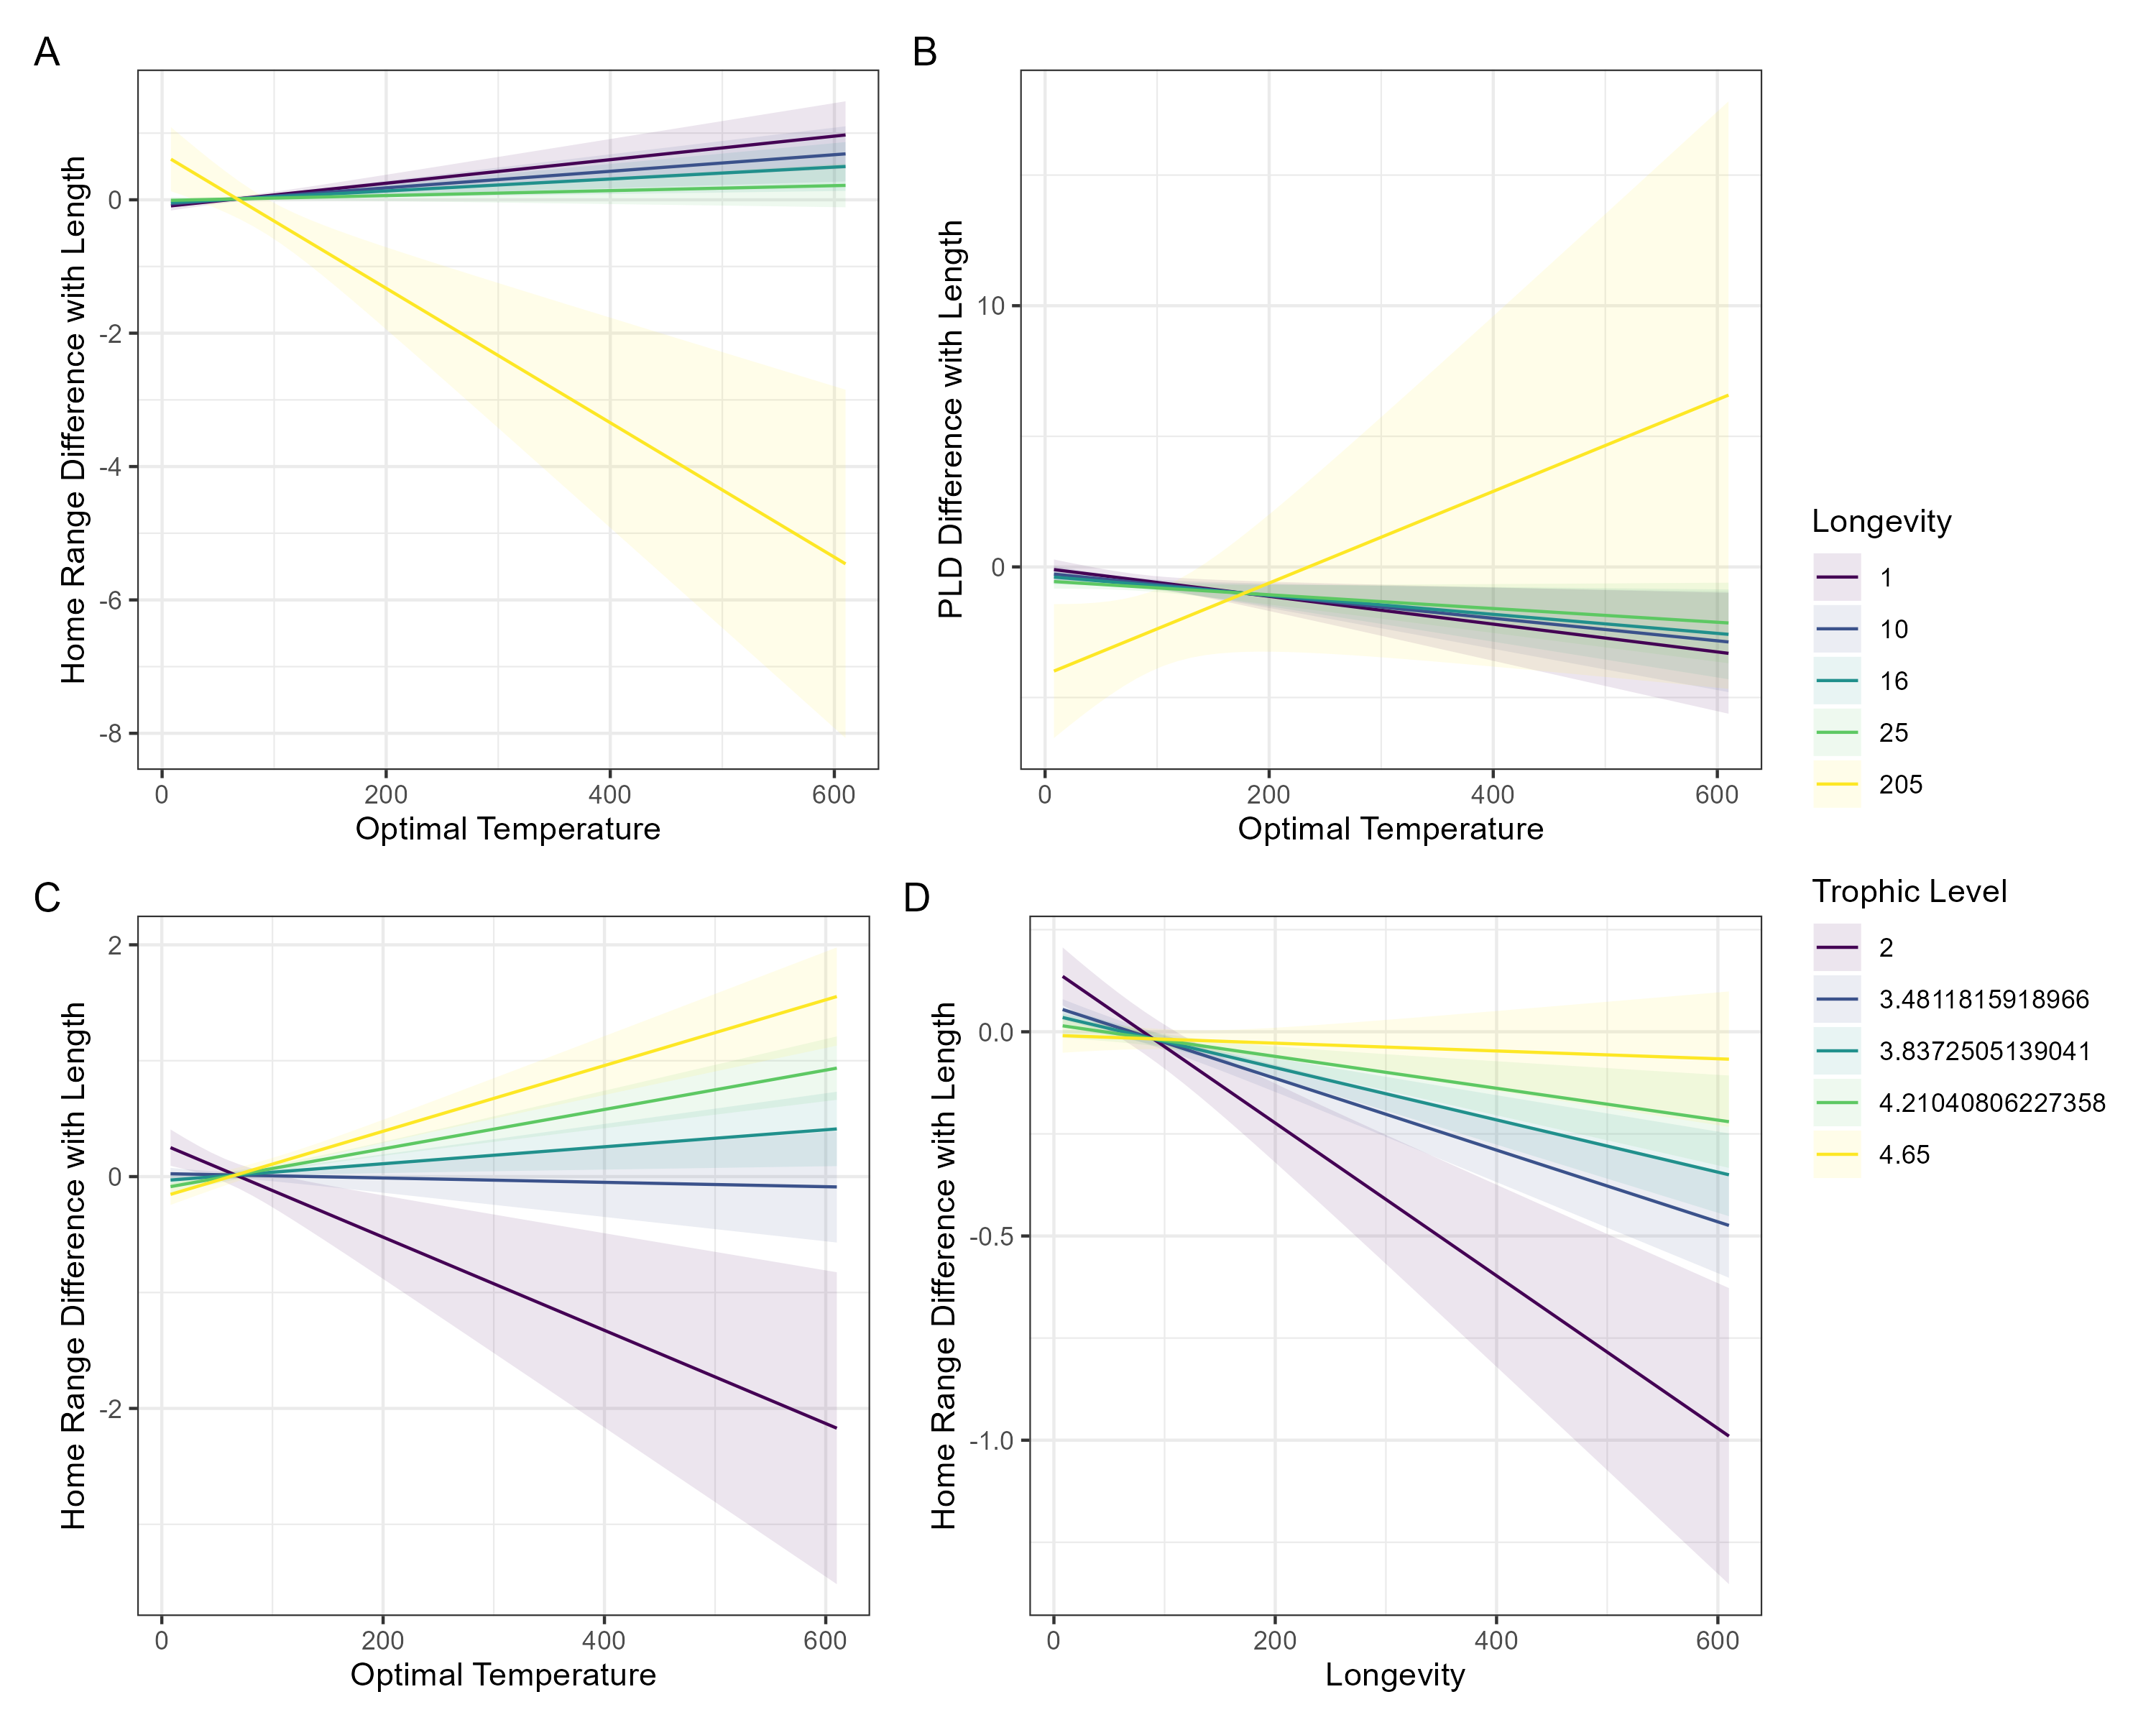 A
Home Range Difference with Length
0
-2
-4
-6
-8
0
200
400
600
Optimal Temperature
B
PLD Difference with Length
10
0
0
200
400
600
Optimal Temperature
Longevity
1
10
16
25
205
C
Home Range Difference with Length
2
0
-2
0
200
400
600
Optimal Temperature
D
Home Range Difference with Length
0.0
-0.5
-1.0
0
200
400
600
Longevity
Trophic Level
2
3.4811815918966
3.8372505139041
4.21040806227358
4.65